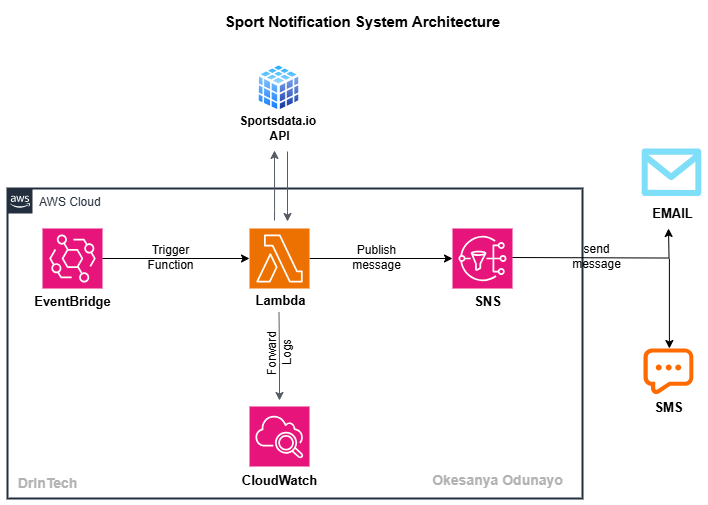 Sport Notification System Architecture
Sportsdata.io
API
aws
AWS Cloud
EMAIL
Trigger
Function
Publish
message
send
message
EventBridge
Lambda
SNS
Forward
Logs
SMS
CloudWatch
DrinTech
Okesanya Odunayo